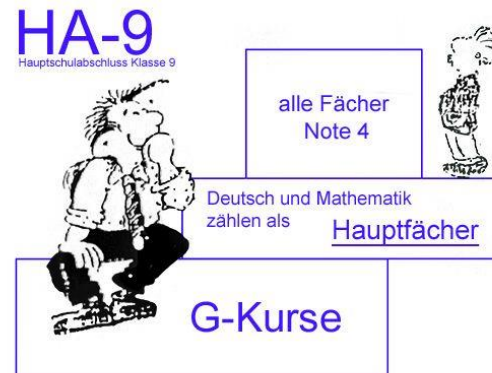 HA-9
Hauptschulabschluss Klasse 9
alle Fächer
Note 4
Deutsch und Mathematik
zählen als
Hauptfächer
G-Kurse